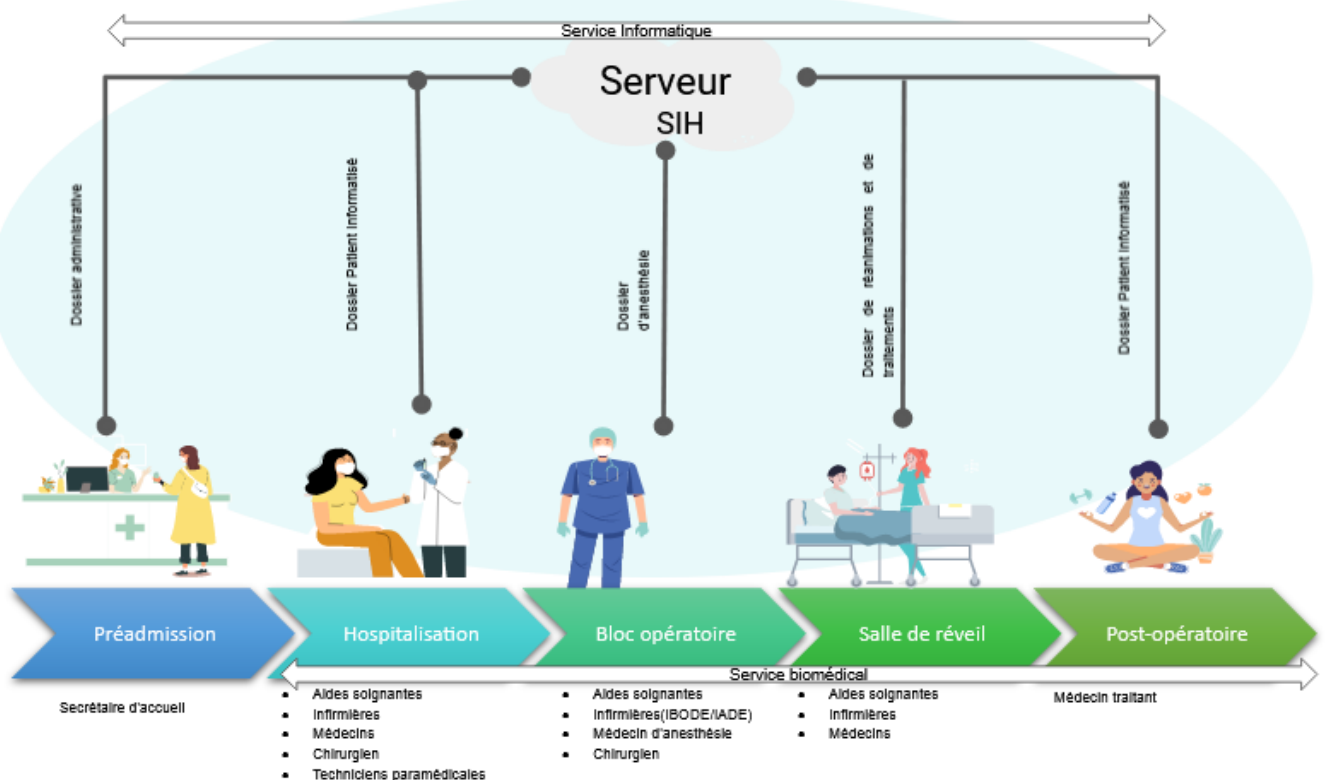 Service Informatique
Serveur
SIH
Dossier administrative
Dossier Patient Informatisé
Dossier
d'anesthésie
Dossier de réanimations et de
traitements
Dossier Patient Informatisé
Préadmission
Hospitalisation
Bloc opératoire
Salle de réveil
Post-opératoire
Service biomédical
Secrétaire d'accueil
• Aides soignantes
• Infirmières
• Médecins
• Chirurgien
• Techniciens paramédicales
• Aides soignantes
• Infirmières(IBODE/IADE)
• Médecin d'anesthésie
• Chirurgien
• Aides soignantes
• Infirmières
• Médecins
Médecin traitant